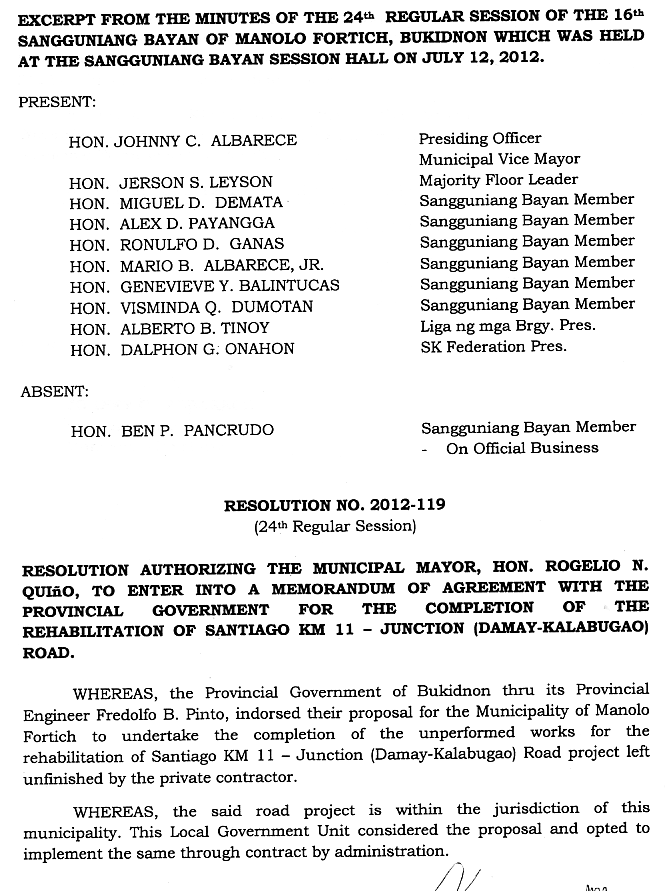 EXCERPT FROM THE MINUTES OF THE 24th REGULAR SESSION OF THE 16th
SANGGUNIANG BAYAN OF MANOLO FORTICH, BUKIDNON WHICH WAS HELD
AT THE SANGGUNIANG BAYAN SESSION HALL ON JULY 12, 2012.
PRESENT:
HON. JOHNNY C. ALBARECE Presiding Officer
Municipal Vice Mayor
HON. JERSON S. LEYSON Majority Floor Leader
HON. MIGUEL D. DEMATA Sangguniang Bayan Member
HON. ALEX D. PAYANGGA Sangguniang Bayan Member
HON. RONULFO D. GANAS Sangguniang Bayan Member
HON. MARIO B. ALBARECE, JR. Sangguniang Bayan Member
HON. GENEVIEVE Y. BALINTUCAS Sangguniang Bayan Member
HON. VISMINDA Q. DUMOTAN Sangguniang Bayan Member
HON. ALBERTO B. TINOY Liga ng mga Brgy. Pres.
HON. DALPHON G. ONAHON SK Federation Pres.
ABSENT:
HON. BEN P. PANCRUDO Sangguniang Bayan Member
- On Official Business
RESOLUTION NO. 2012-119
(24th Regular Session)
RESOLUTION AUTHORIZING THE MUNICIPAL MAYOR, HON. ROGELIO N.
QUIñO, TO ENTER INTO A MEMORANDUM OF AGREEMENT WITH THE
PROVINCIAL GOVERNMENT FOR THE COMPLETION OF THE
REHABILITATION OF SANTIAGO KM 11 – JUNCTION (DAMAY-KALABUGAO)
ROAD.
WHEREAS, the Provincial Government of Bukidnon thru its Provincial
Engineer Fredolfo B. Pinto, indorsed their proposal for the Municipality of Manolo
Fortich to undertake the completion of the unperformed works for the
rehabilitation of Santiago KM 11 – Junction (Damay-Kalabugao) Road project left
unfinished by the private contractor.
WHEREAS, the said road project is within the jurisdiction of this
municipality. This Local Government Unit considered the proposal and opted to
implement the same through contract by administration.